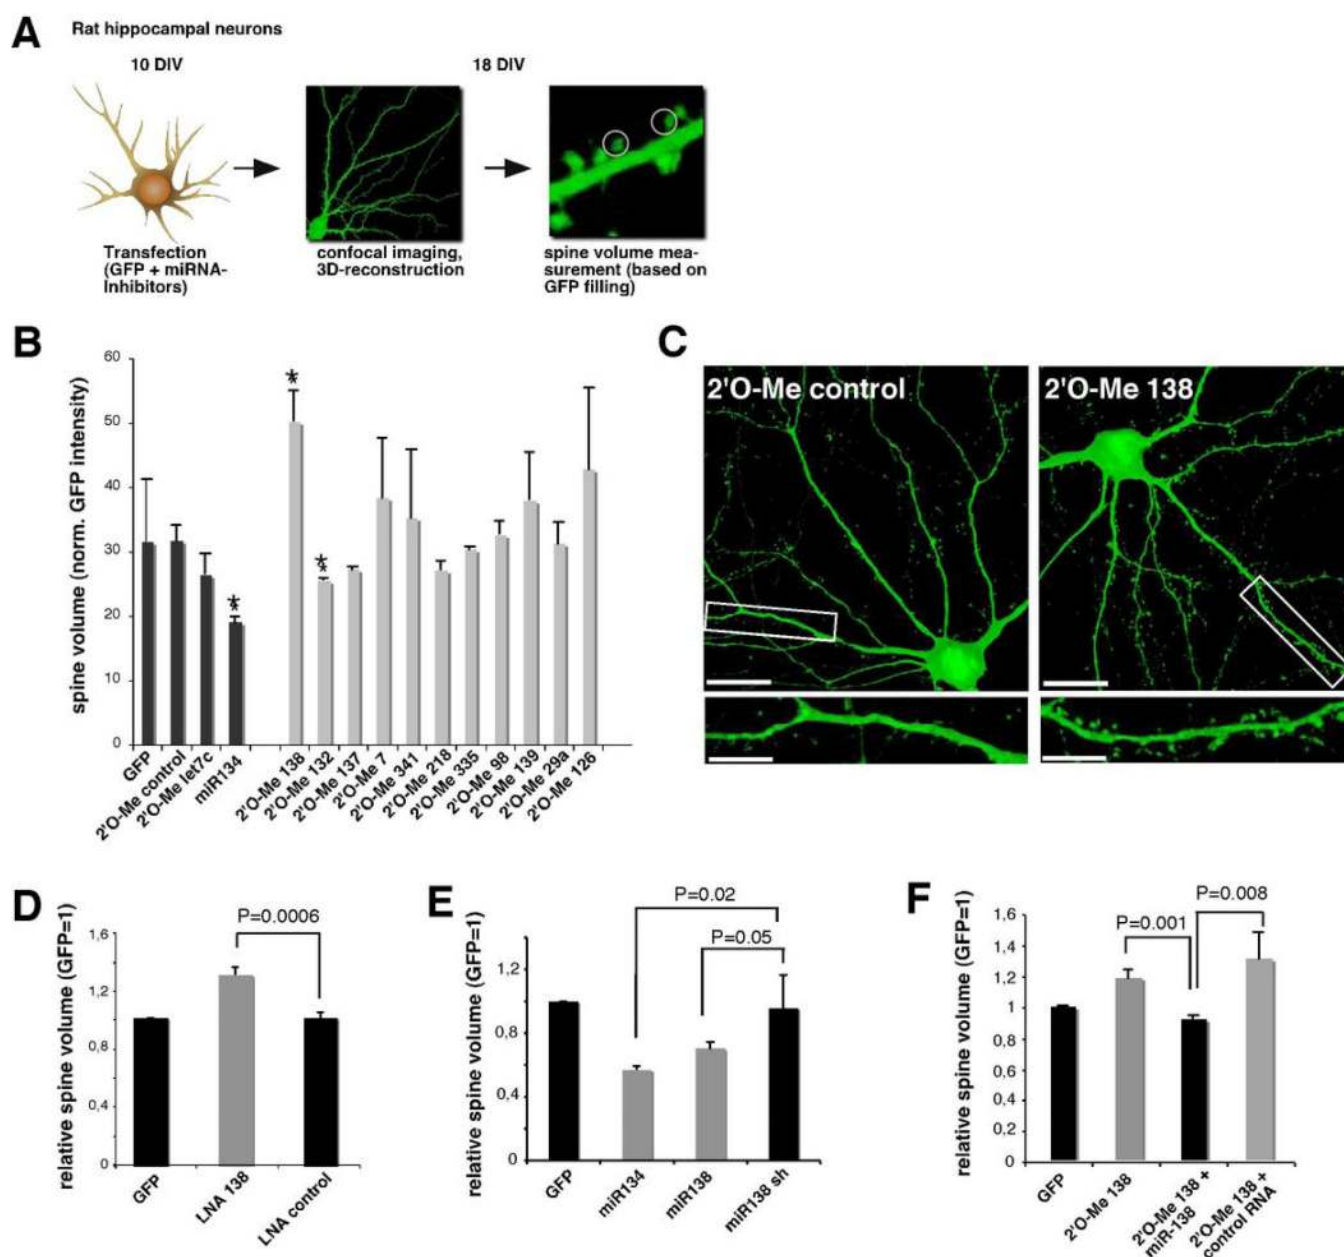 A
Rat hippocampal neurons
10 DIV
18 DIV
Transfection
(GFP + miRNA-
Inhibitors)
confocal imaging,
3D-reconstruction
spine volume mea-
surement (based on
GFP filling)
B
spine volume (norm. GFP intensity)
60
50
40
30
20
10
0
**
**
**
GFP
2'O-Me control
2'O-Me let7c
miR134
2'O-Me 138
2'O-Me 132
2'O-Me 137
2'O-Me 7
2'O-Me 341
2'O-Me 218
2'O-Me 335
2'O-Me 98
2'O-Me 139
2'O-Me 29a
2'O-Me 126
C
2'O-Me control
2'O-Me 138
D
relative spine volume (GFP=1)
1,6
1,2
0,8
0,4
0
P=0.0006
GFP
LNA 138
LNA control
E
relative spine volume (GFP=1)
1,2
0.8
0.4
0
P=0.02
P=0.05
GFP
miR134
miR138
miR138 sh
F
relative spine volume (GFP=1)
1.6
1,4
1.2
1
0.8
0.6
0,4
0.2
0
P=0.001
P=0.008
GFP
2'O-Me 138
2'O-Me 138 +
miR-138
2'O-Me 138 +
control RNA